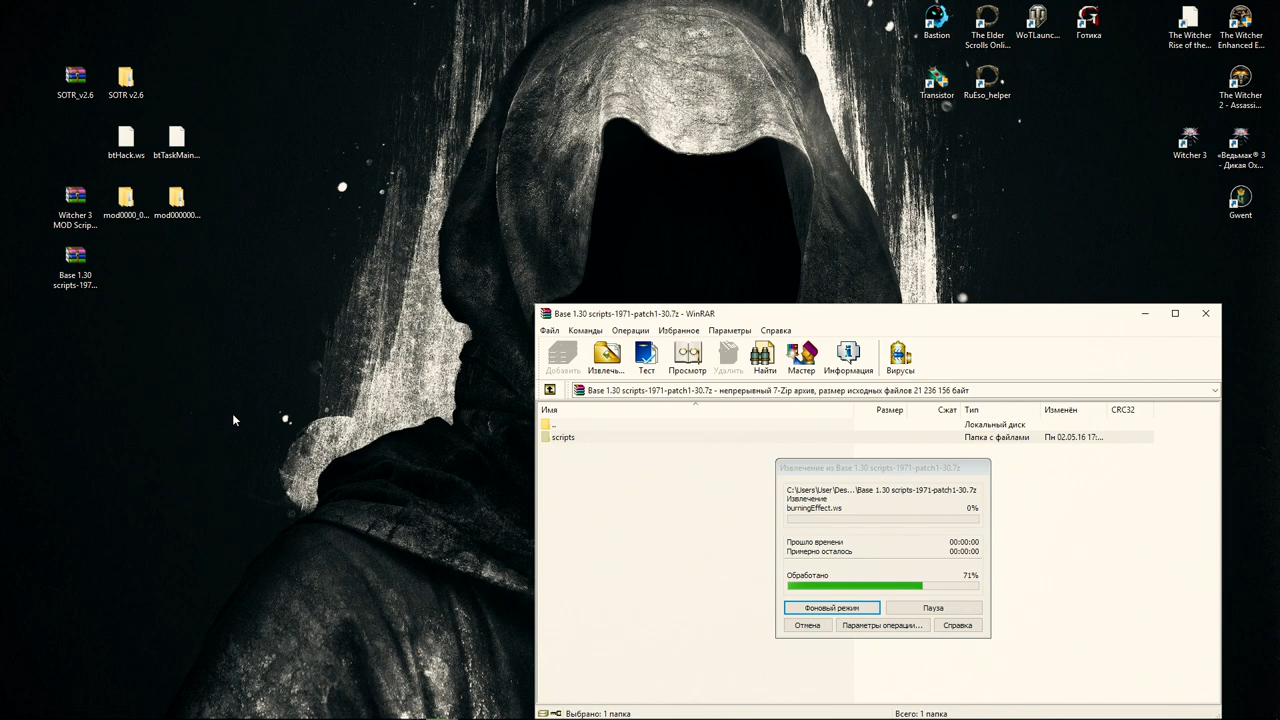 SOTR_v2.6
SOTR v2.6
btHack.ws
btTaskMain...
Witcher 3
MOD Scrip...
mod0000_0...
mod000000...
Base 1.30
scripts-197...
Bastion
The Elder
Scrolls Onli...
WoTLaunc...
Готика
The Witcher
Rise of the...
The Witcher
Enhanced E...
Transistor
RuEso_helper
The Witcher
2 - Assassi...
Witcher 3
«Ведьмак® 3
- Дикая Ох...
Gwent
Base 1.30 scripts-1971-patch1-30.7z - WinRAR
Файл Команды Операции Избранное Параметры Справка
Добавить Извлечь... Тест Просмотр Удалить Найти Мастер Информация Вирусы
Base 1.30 scripts-1971-patch1-30.7z - непрерывный 7-Zip архив, размер исходных файлов 21 236 156 байт
Имя Размер Сжат Тип Изменён CRC32
.. Локальный диск
scripts Папка с файлами Пн 02.05.16 17:...
Извлечение из Base 1.30 scripts-1971-patch1-30.7z
C:\Users\User\Des...\Base 1.30 scripts-1971-patch1-30.7z
Извлечение
burningEffect.ws 0%
Прошло времени 00:00:00
Примерно осталось 00:00:00
Обработано 71%
Фоновый режим Пауза
Отмена Параметры операции... Справка
Выбрано: 1 папка Всего: 1 папка